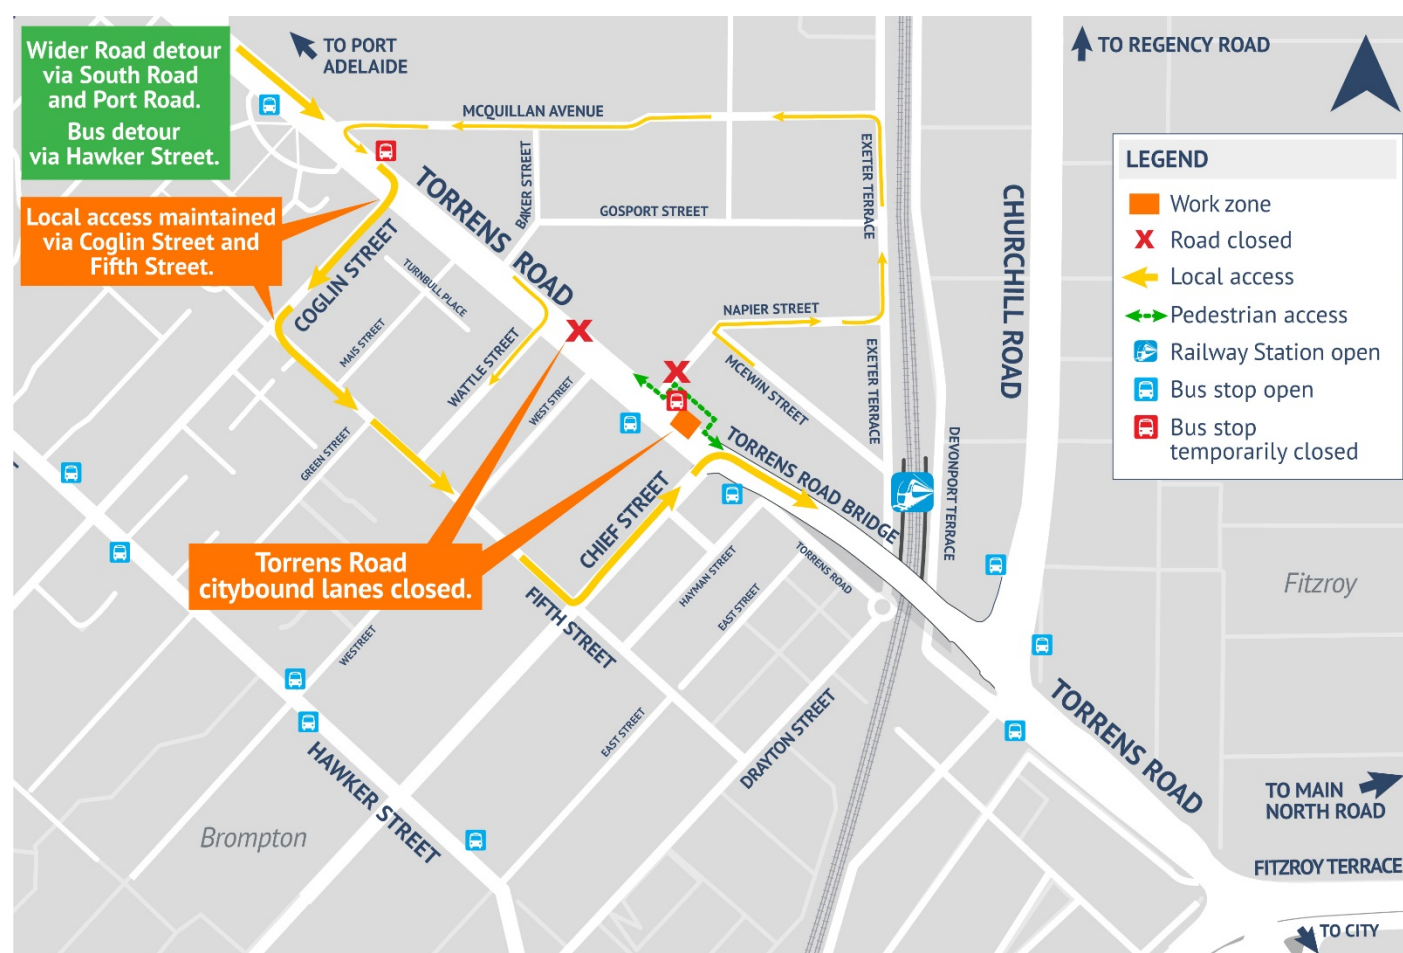 Wider Road detour
via South Road
and Port Road.
Bus detour
via Hawker Street.
TO PORT
ADELAIDE
TO REGENCY ROAD
MCQUILLAN AVENUE
LEGEND
Work zone
Road closed
Local access
Pedestrian access
Railway Station open
Bus stop open
Bus stop
temporarily closed
Local access maintained
via Coglin Street and
Fifth Street.
TORRENS ROAD
BAKER STREET
GOSPORT STREET
EXETER TERRACE
CHURCHILL ROAD
COGLIN STREET
TURNBULL PLACE
MAIS STREET
WATTLE STREET
WEST STREET
NAPIER STREET
MCEWIN STREET
EXETER TERRACE
DEVONPORT TERRACE
GREEN STREET
TORRENS ROAD BRIDGE
CHIEF STREET
Torrens Road
citybound lanes closed.
HAYMAN STREET
EAST STREET
TORRENS ROAD
Fitzroy
FIFTH STREET
WESTREET
EAST STREET
DRAYTON STREET
HAWKER STREET
Brompton
TORRENS ROAD
TO MAIN
NORTH ROAD
FITZROY TERRACE
TO CITY